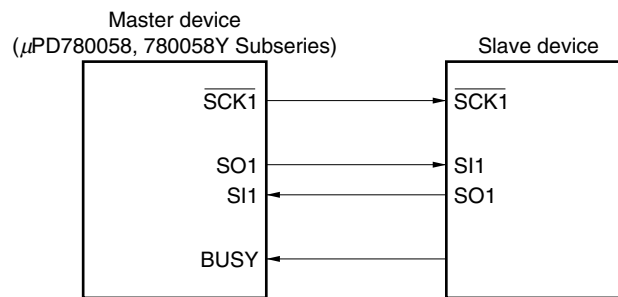 Master device
(μPD780058, 780058Y Subseries)
Slave device
SCK1
SCK1
SO1
SI1
SI1
SO1
BUSY